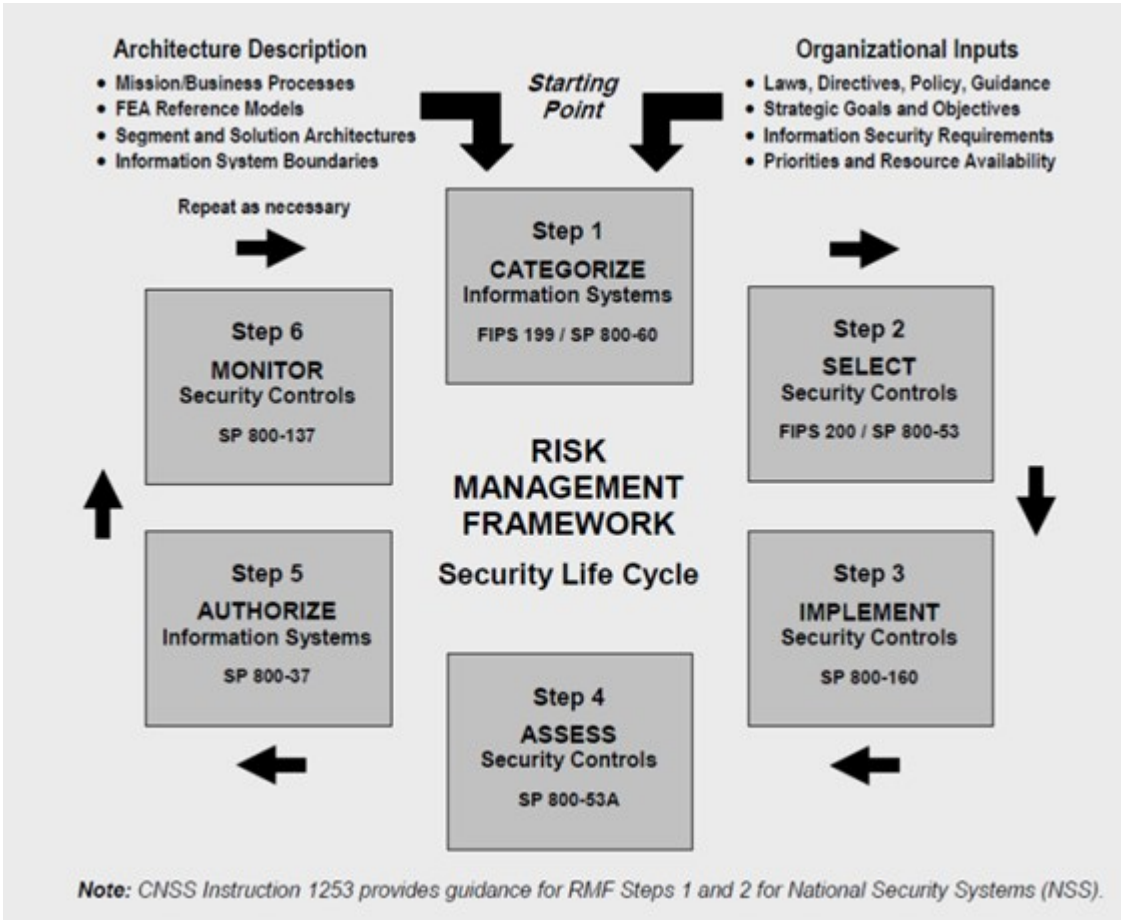 Architecture Description
• Mission/Business Processes
• FEA Reference Models
• Segment and Solution Architectures
• Information System Boundaries
Starting
Point
Organizational Inputs
• Laws, Directives, Policy, Guidance
• Strategic Goals and Objectives
• Information Security Requirements
• Priorities and Resource Availability
Repeat as necessary
Step 1
CATEGORIZE
Information Systems
FIPS 199 / SP 800-60
Step 2
SELECT
Security Controls
FIPS 200 / SP 800-53
Step 3
IMPLEMENT
Security Controls
SP 800-160
Step 4
ASSESS
Security Controls
SP 800-53A
Step 5
AUTHORIZE
Information Systems
SP 800-37
Step 6
MONITOR
Security Controls
SP 800-137
RISK
MANAGEMENT
FRAMEWORK
Security Life Cycle
Note: CNSS Instruction 1253 provides guidance for RMF Steps 1 and 2 for National Security Systems (NSS).